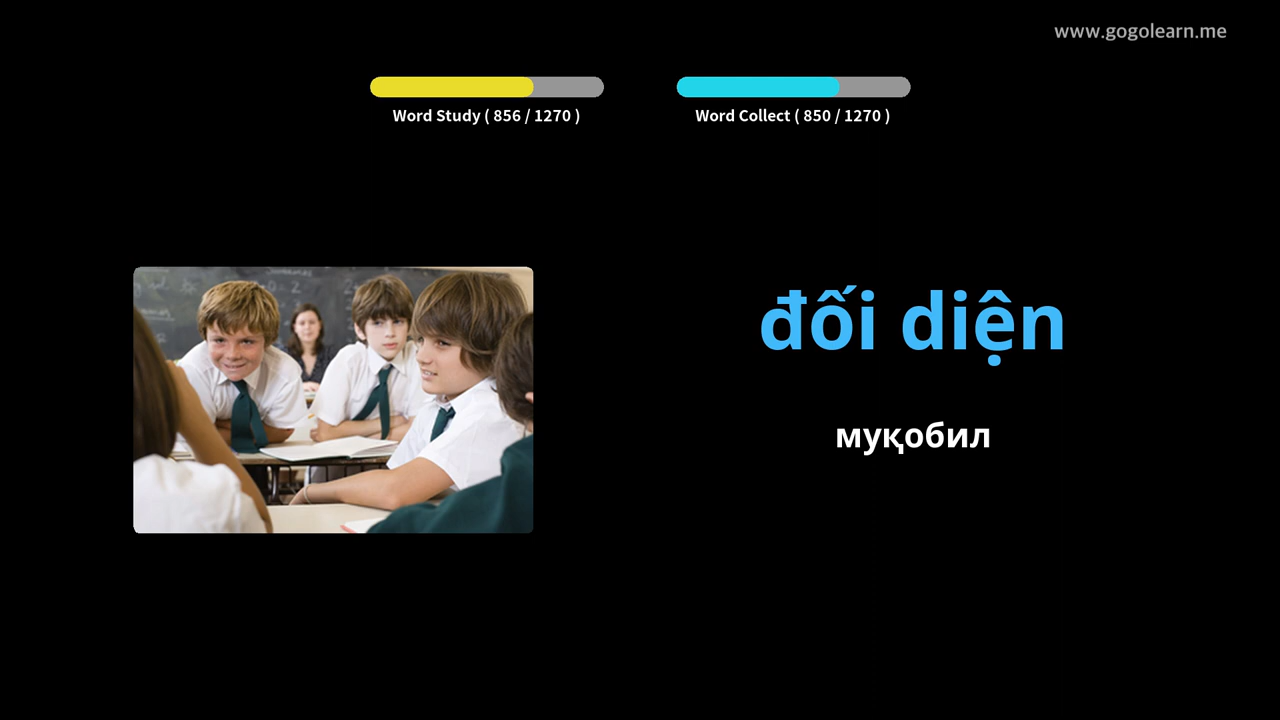 www.gogolearn.me
Word Study ( 856 / 1270 )
Word Collect ( 850 / 1270 )
đối diện
муқобил